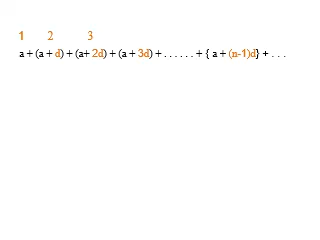 1 2 3
a + (a + d) + (a+ 2d) + (a + 3d) + . . . . . . + { a + (n-1)d} + . . .